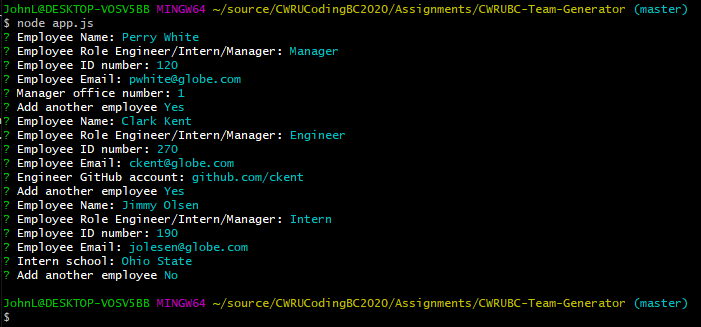 JohnL@DESKTOP-VOSV5BB MINGW64 ~/source/CWRUCodingBC2020/Assignments/CWRUBC-Team-Generator (master)
$ node app.js
? Employee Name: Perry White
? Employee Role Engineer/Intern/Manager: Manager
? Employee ID number: 120
? Employee Email: pwhite@globe.com
? Manager office number: 1
? Add another employee Yes
? Employee Name: Clark Kent
? Employee Role Engineer/Intern/Manager: Engineer
? Employee ID number: 270
? Employee Email: ckent@globe.com
? Engineer GitHub account: github.com/ckent
? Add another employee Yes
? Employee Name: Jimmy Olsen
? Employee Role Engineer/Intern/Manager: Intern
? Employee ID number: 190
? Employee Email: jolesen@globe.com
? Intern school: Ohio State
? Add another employee No
JohnL@DESKTOP-VOSV5BB MINGW64 ~/source/CWRUCodingBC2020/Assignments/CWRUBC-Team-Generator (master)
$